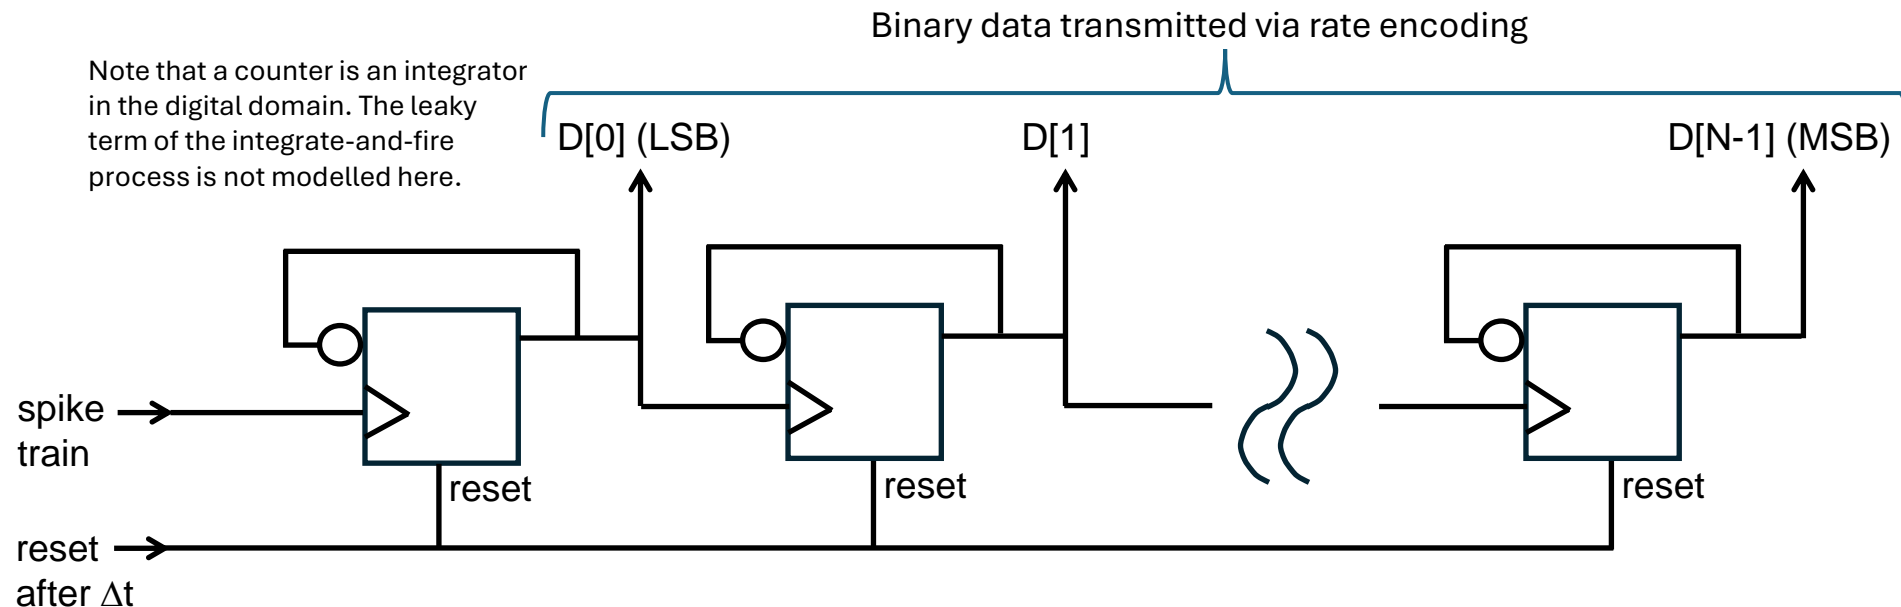 Binary data transmitted via rate encoding
Note that a counter is an integrator
in the digital domain. The leaky
term of the integrate-and-fire
process is not modelled here.
D[0] (LSB)
D[1]
D[N-1] (MSB)
spike
train
reset
reset
reset
reset
after Δt